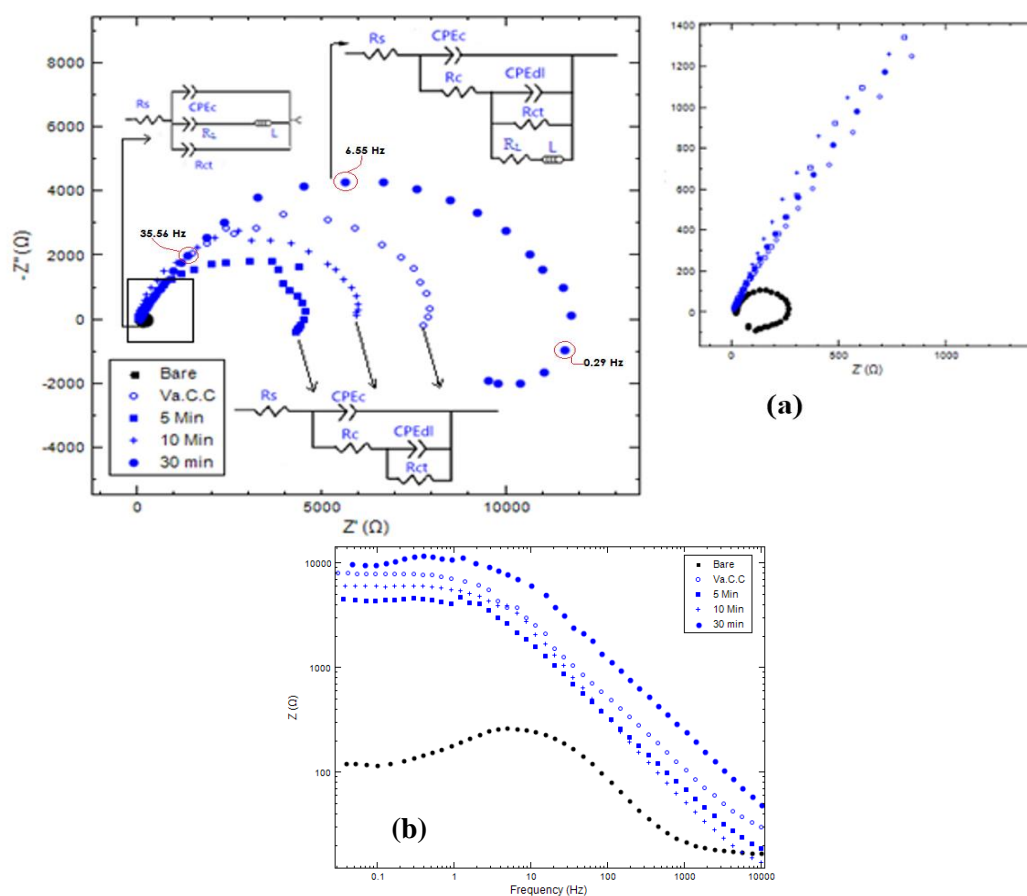 8000
6000
4000
2000
0
-2000
-4000
-Z"(Ω)
0
5000
10000
Z' (Ω)
Rs
CPEc
RL
L
Rct
Rs
CPEc
Rc
CPEdl
Rct
RL
L
6.55 Hz
35.56 Hz
0.29 Hz
Rs
CPEc
Rc
CPEdl
Rct
Bare
Va.C.C
5 Min
10 Min
30 min
1400
1200
1000
800
600
400
200
0
0
500
1000
Z' (Ω)
(a)
10000
1000
100
Z (Ω)
0.1
1
10
100
1000
10000
Frequency (Hz)
Bare
Va.C.C
5 Min
10 Min
30 min
(b)